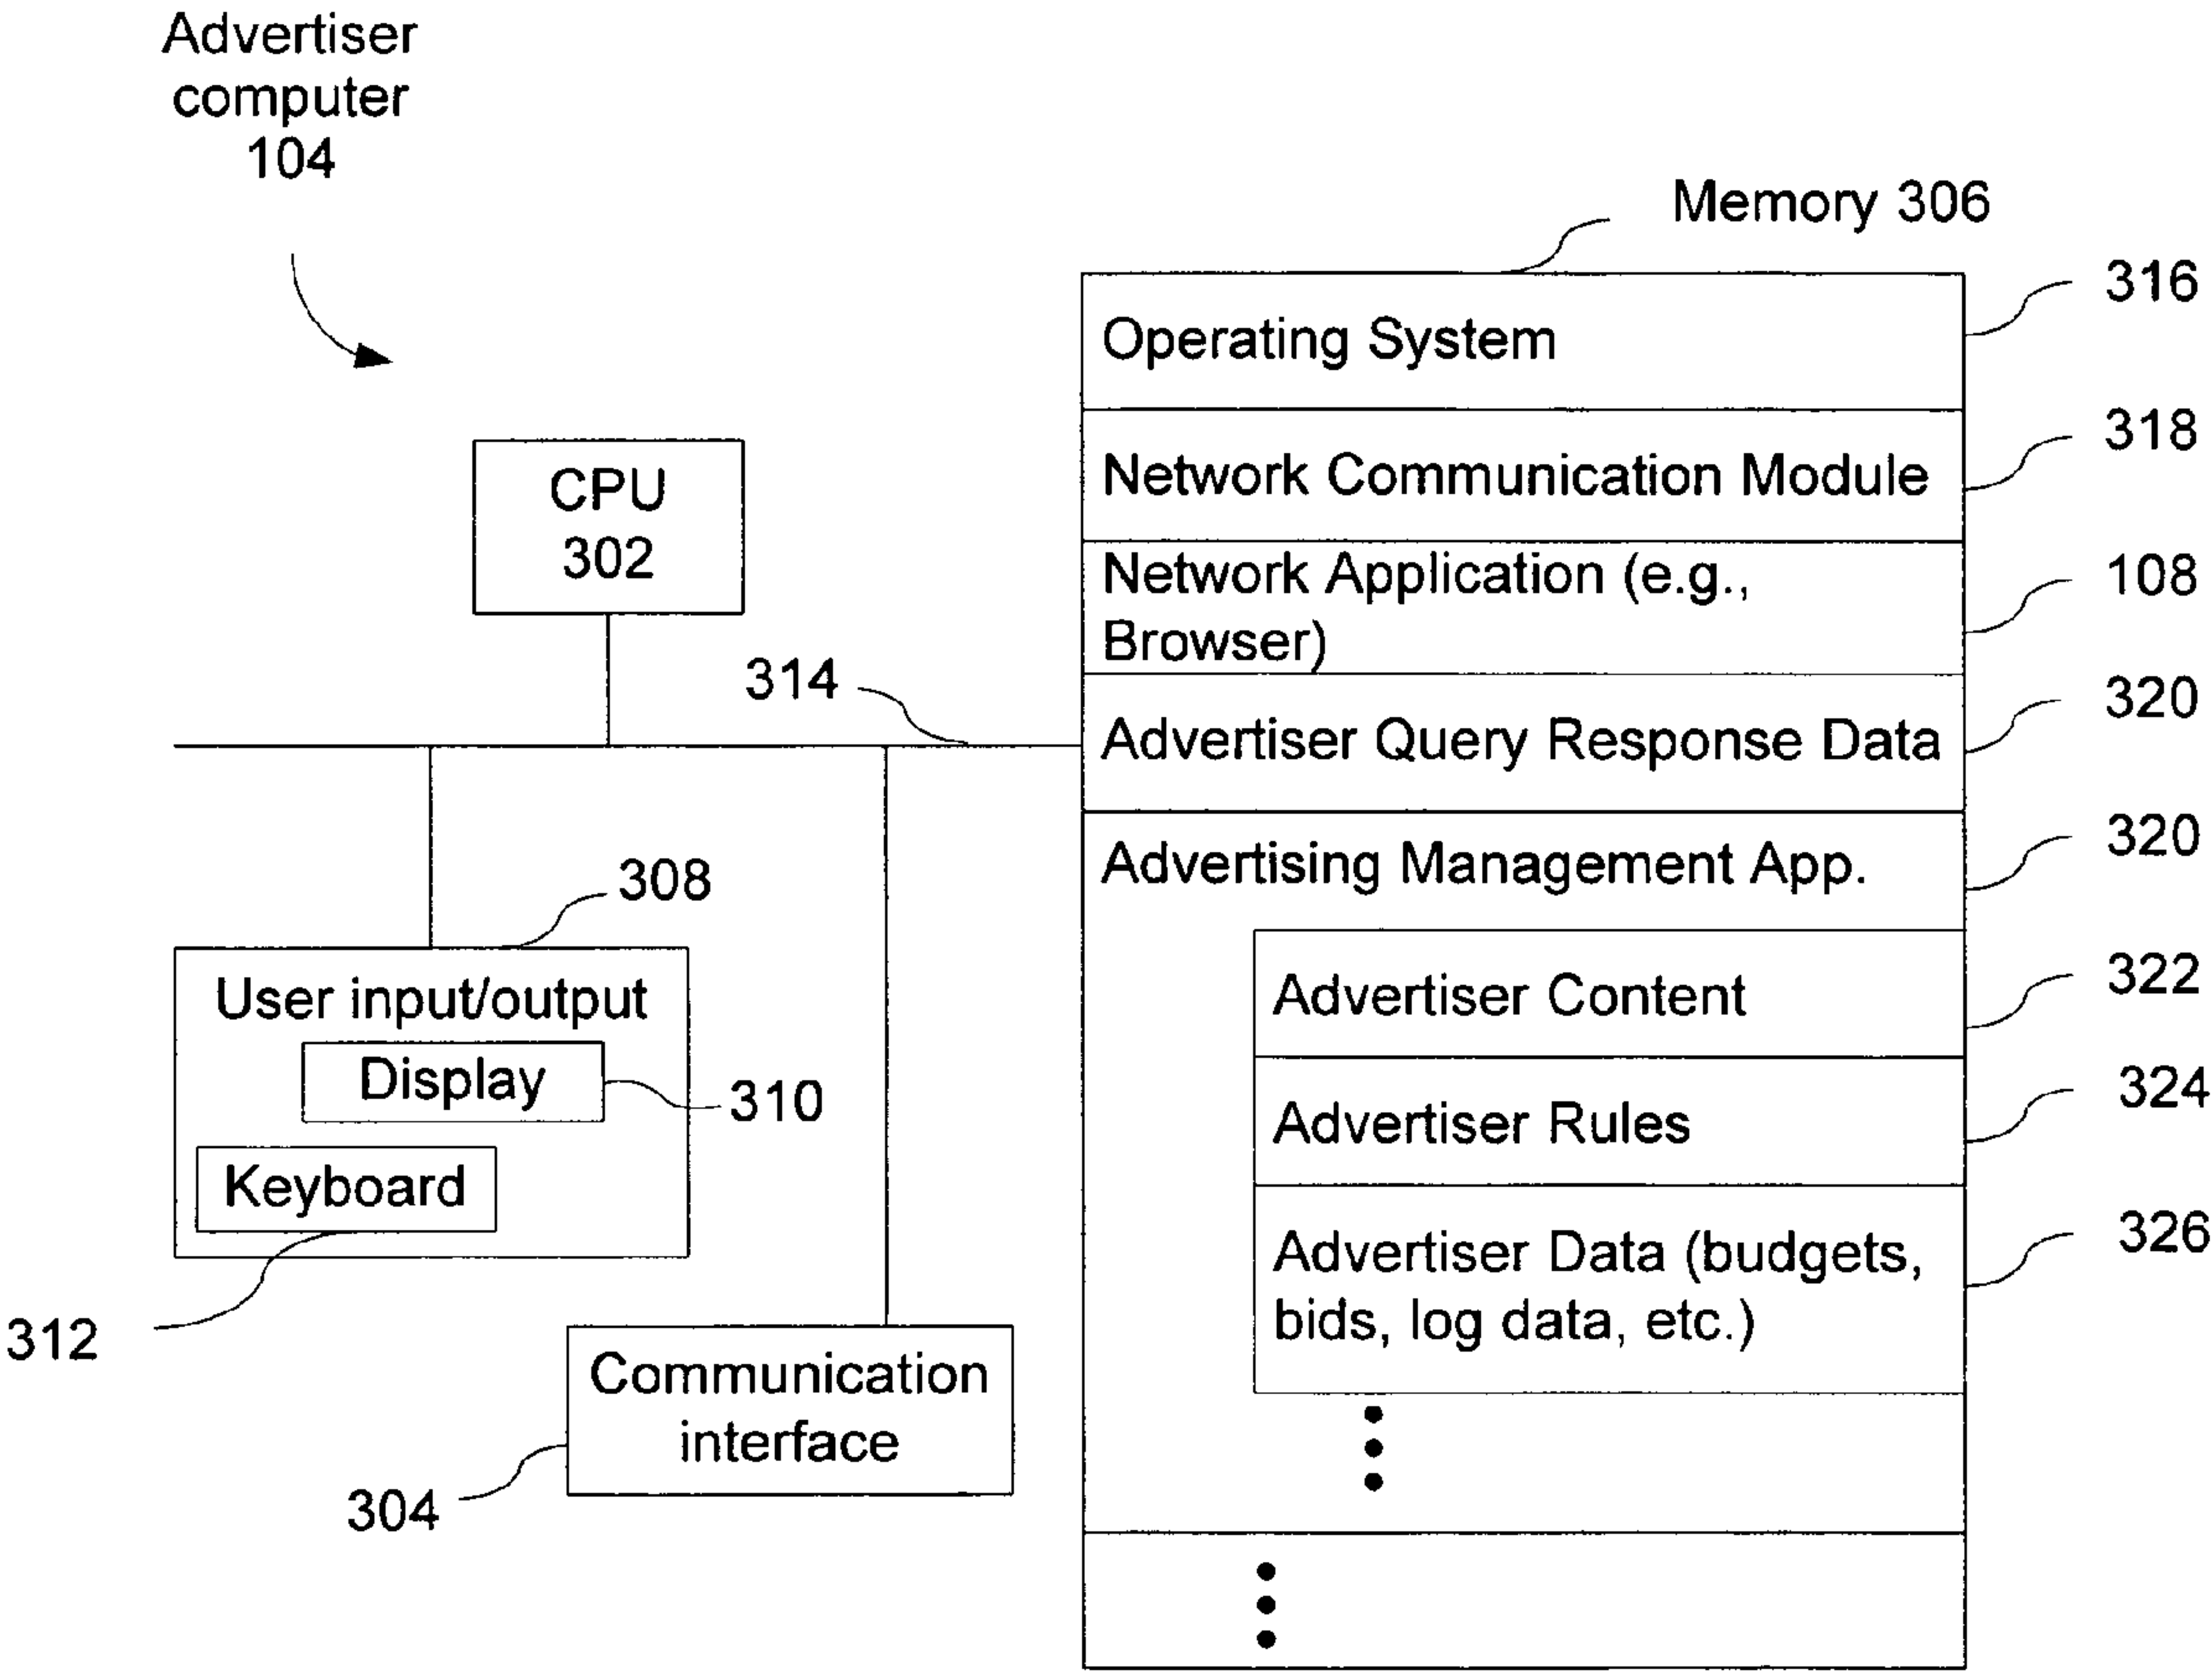 Advertiser
computer
104
Memory 306
316
Operating System
318
Network Communication Module
CPU
302
108
Network Application (e.g.,
Browser)
314
320
Advertiser Query Response Data
320
Advertising Management App.
308
User input/output
Display
310
Keyboard
312
322
Advertiser Content
324
Advertiser Rules
326
Advertiser Data (budgets,
bids, log data, etc.)
Communication
interface
304